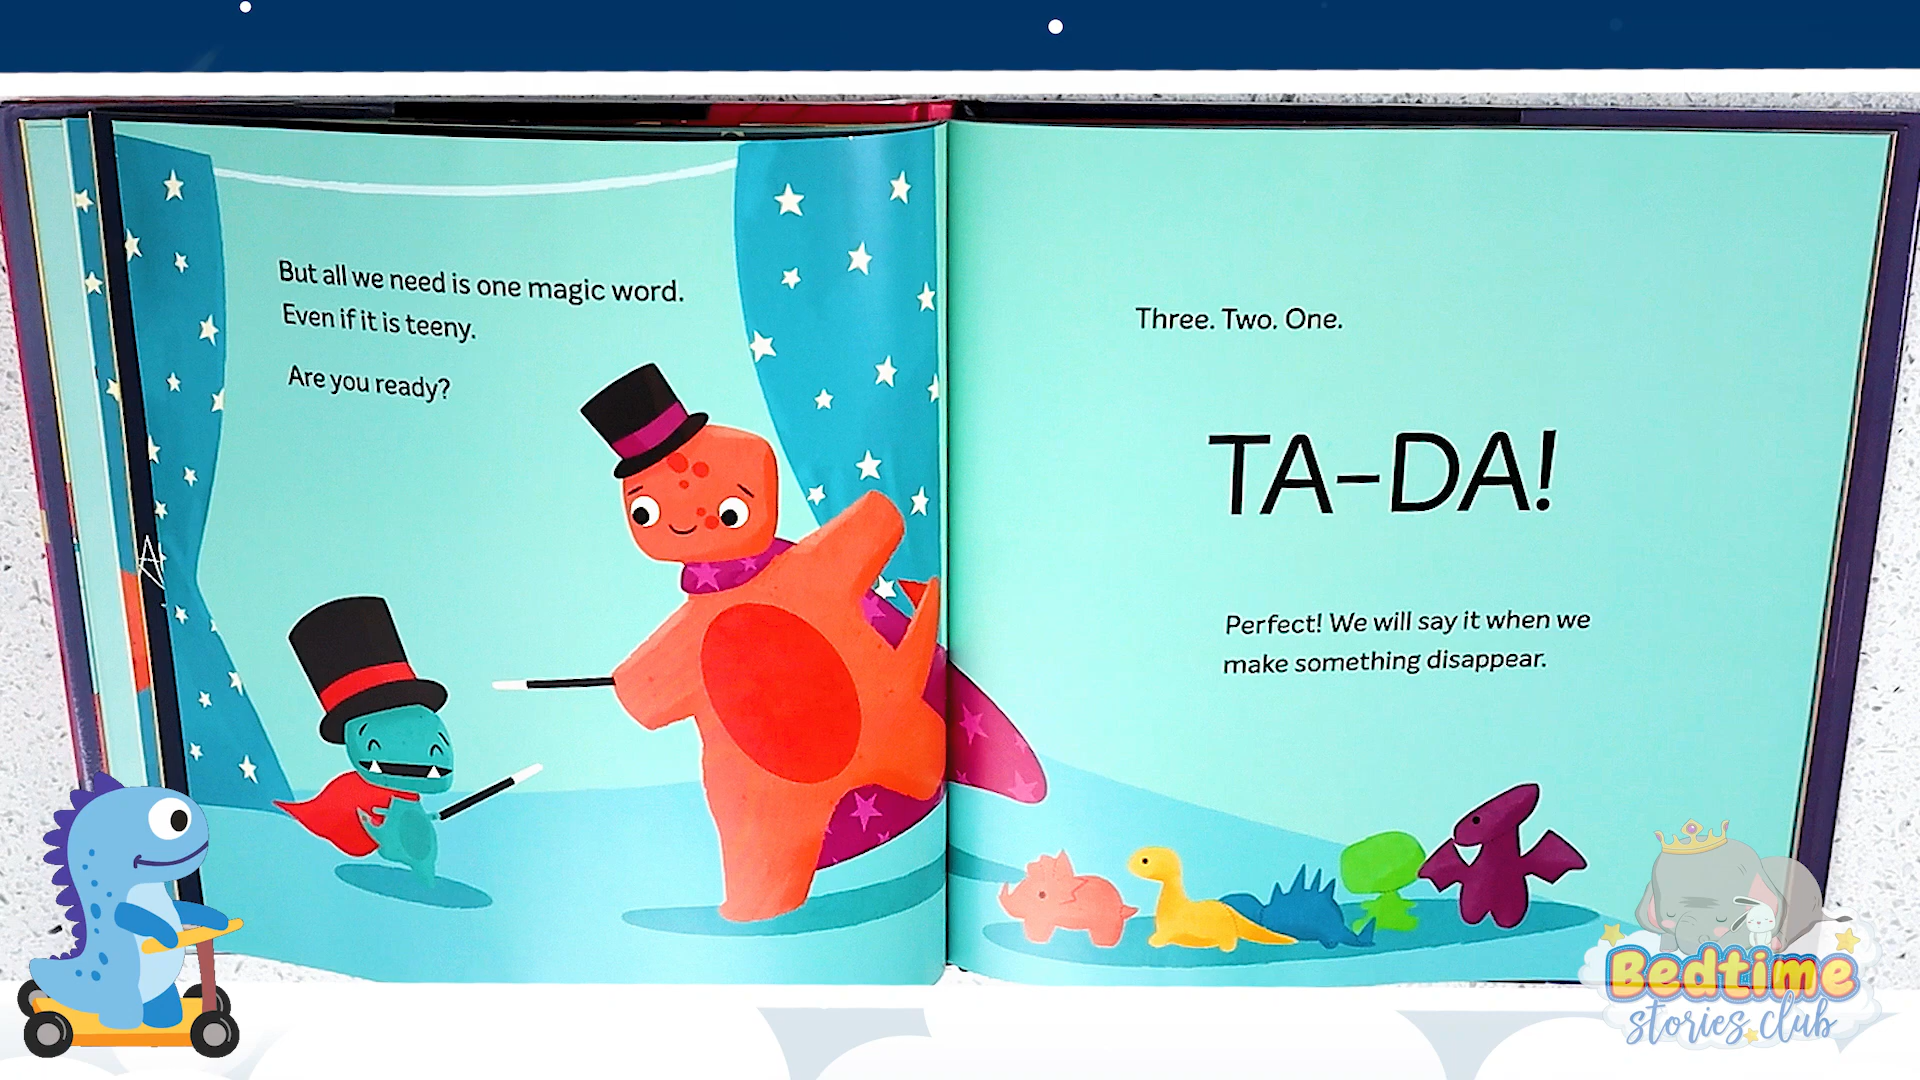 But all we need is one magic word.
Even if it is teeny.
Are you ready?
Three. Two. One.
TA-DA!
Perfect! We will say it when we
make something disappear.
Bedtime
stories club